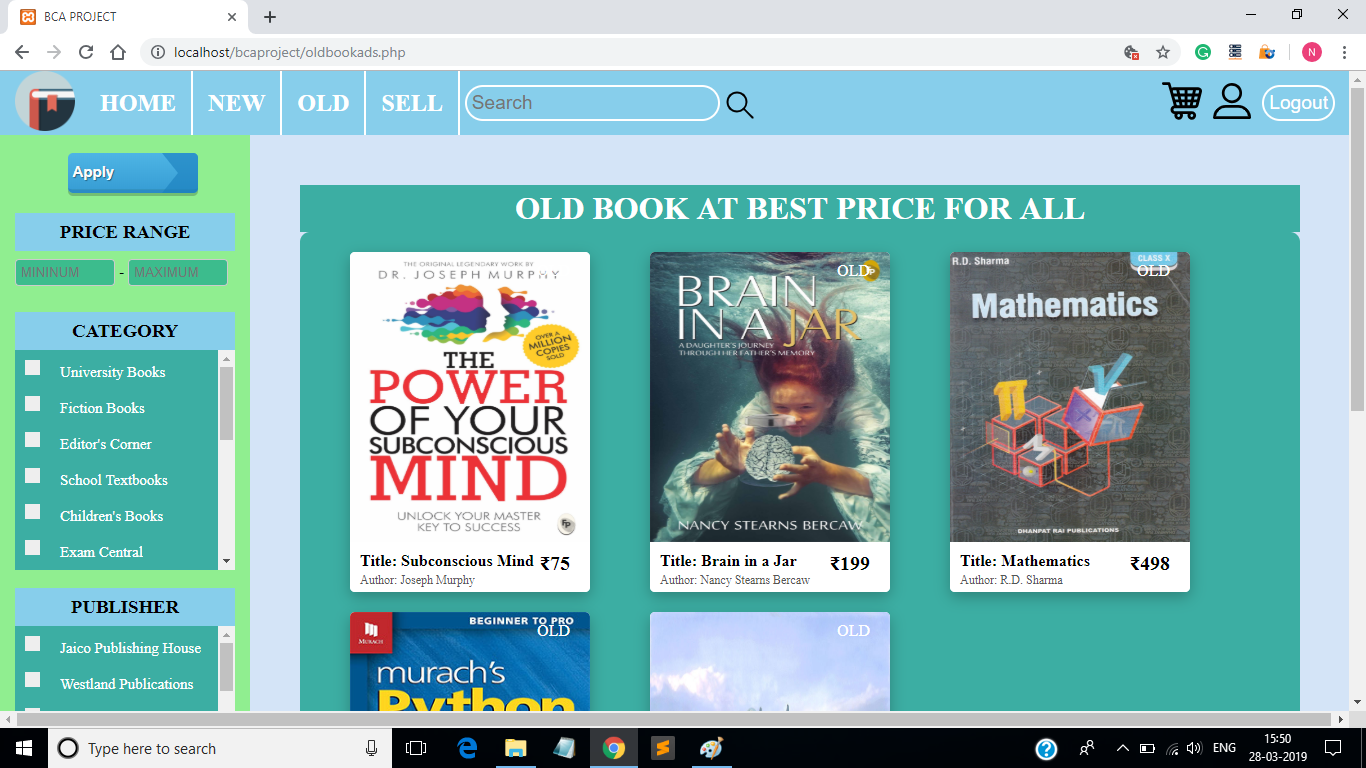 BCA PROJECT
localhost/bcaproject/oldbookads.php
N
HOME NEW OLD SELL Search Logout
Apply
PRICE RANGE
MININUM - MAXIMUM
CATEGORY
University Books
Fiction Books
Editor's Corner
School Textbooks
Children's Books
Exam Central
PUBLISHER
Jaico Publishing House
Westland Publications
OLD BOOK AT BEST PRICE FOR ALL
THE ORIGINAL LEGENDARY WORK BY
DR. JOSEPH MURPHY
OVER A
MILLION
COPIES
SOLD
THE
POWER
OF YOUR
SUBCONSCIOUS
MIND
UNLOCK YOUR MASTER
KEY TO SUCCESS
FP
Title: Subconscious Mind ₹75
Author: Joseph Murphy
OLD
BRAIN
IN A JAR
A DAUGHTER'S JOURNEY
THROUGH HER FATHER'S MEMORY
NANCY STEARNS BERCAW
Title: Brain in a Jar ₹199
Author: Nancy Stearns Bercaw
R.D. Sharma
CLASS X
OLD
Mathematics
DHANPAT RAI PUBLICATIONS
Title: Mathematics ₹498
Author: R.D. Sharma
BEGINNER TO PRO
OLD
MURACH
murach's
Python
OLD
Type here to search
ENG
15:50
28-03-2019